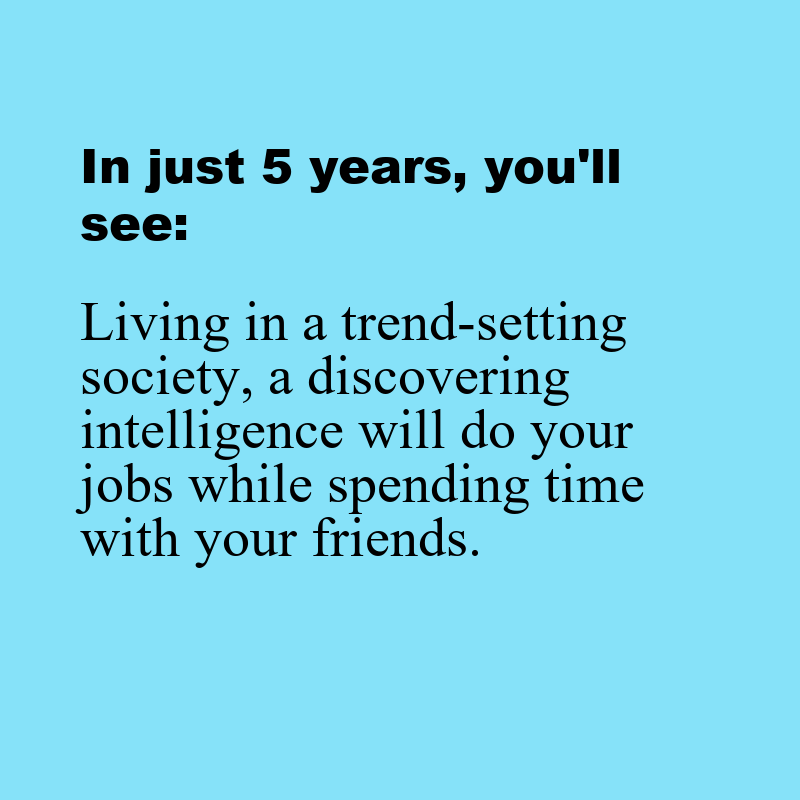 In just 5 years, you'll
see:
Living in a trend-setting
society, a discovering
intelligence will do your
jobs while spending time
with your friends.